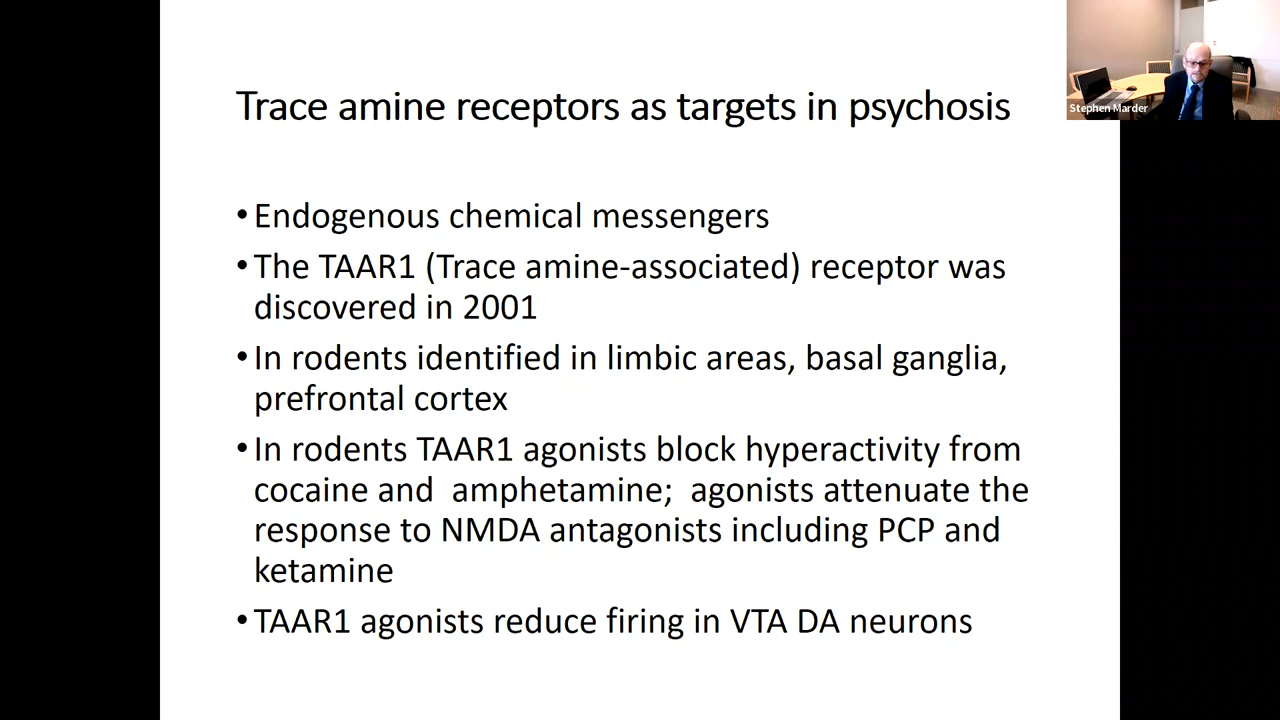 Trace amine receptors as targets in psychosis
Stephen Marder
• Endogenous chemical messengers
• The TAAR1 (Trace amine-associated) receptor was
discovered in 2001
• In rodents identified in limbic areas, basal ganglia,
prefrontal cortex
• In rodents TAAR1 agonists block hyperactivity from
cocaine and  amphetamine;  agonists attenuate the
response to NMDA antagonists including PCP and
ketamine
• TAAR1 agonists reduce firing in VTA DA neurons